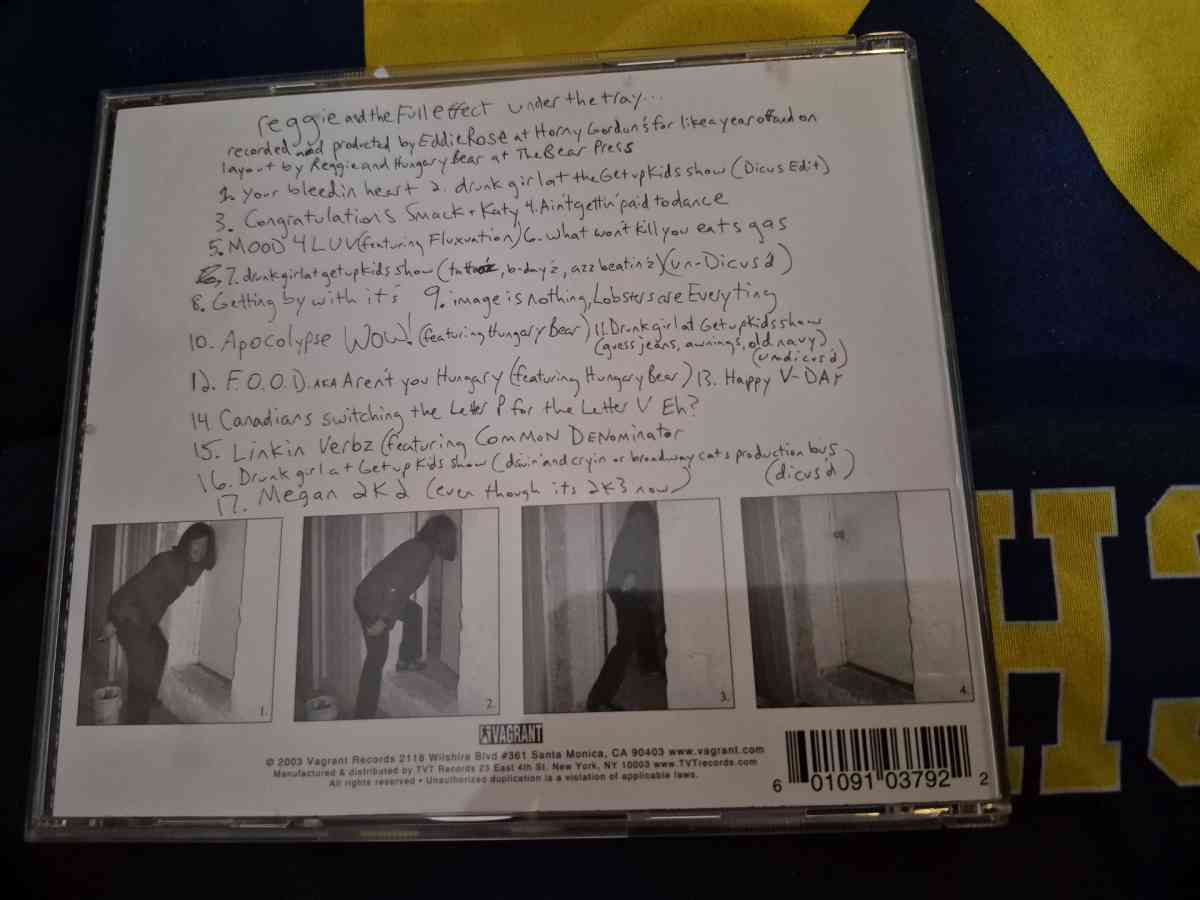 reggie and the Full effect under the tray...
recorded and producted by Eddie Rose at Horny Gordun's for like a year off and on
layout by Reggie and Hungary Bear at The Bear Press
1. Your bleedin heart 2. drunk girl at the Get up Kids show (Dicus Edit)
3. Congratulations Smack + Katy 4. Ain't gettin' paid to dance
5. MOOD 4 LUV (featuring Fluxuation) 6. what won't kill you eats gas
7. drunk girl at get up kids show (tattooz, b-day'z, azz beatin'z) (un-Dicus'd)
8. Getting by with it's 9. image is nothing, Lobsters are Everyting
10. Apocolypse WOW! (featuring Hungary Bear) 11. Drunk girl at Get up Kids show
(guess jeans, awnings, old navy)
(undicus'd)
12. F.O.O.D. AKA Aren't you Hungary (featuring Hungary Bear) 13. Happy V-DAY
14 Canadians switching the Letter P for the Letter V Eh?
15. Linkin Verbz (featuring COMMON DENOMINATOR
16. Drunk girl at Get up Kids show (drivin' and cryin or broadway cats production bus)
(dicus'd)
17. Megan 2K2 (even though its 2K3 now)
1.
2.
3.
4.
VAGRANT
© 2003 Vagrant Records 2118 Wilshire Blvd #361 Santa Monica, CA 90403 www.vagrant.com
Manufactured & distributed by TVT Records 23 East 4th St. New York, NY 10003 www.TVTrecords.com
All rights reserved • Unauthorized duplication is a violation of applicable laws.
6 01091 03792 2
H